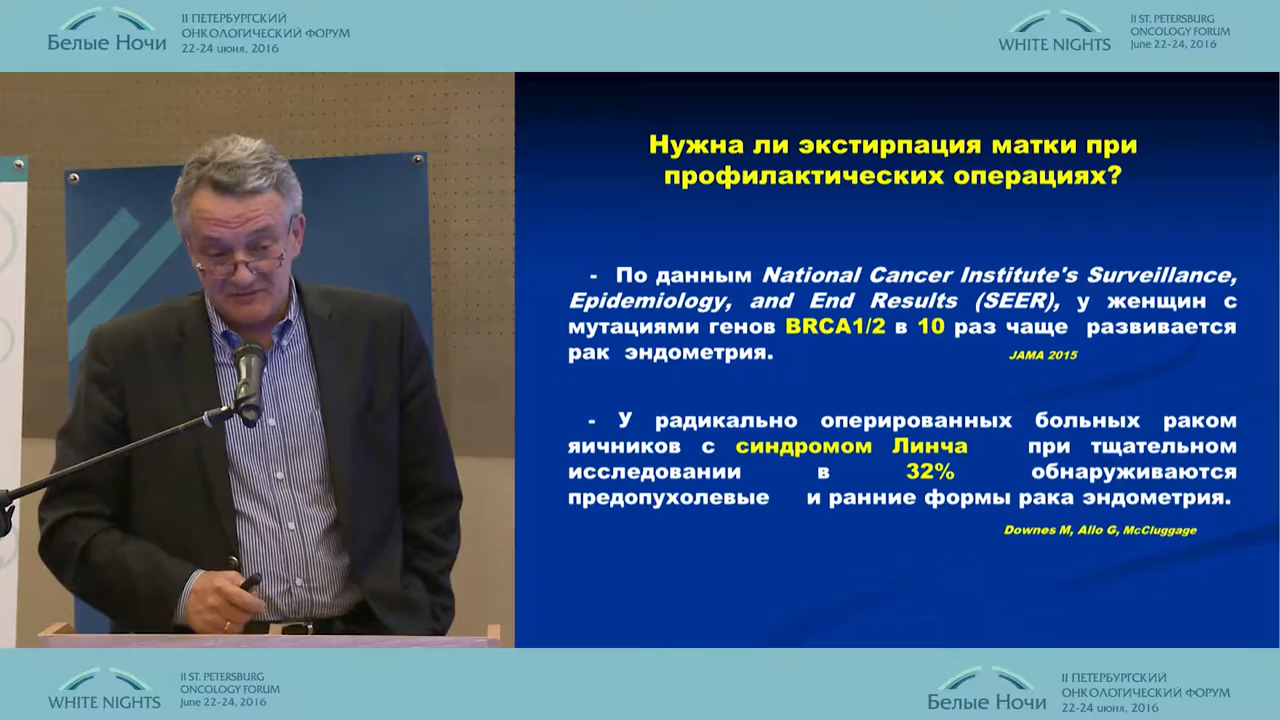 Белые Ночи
II ПЕТЕРБУРГСКИЙ
ОНКОЛОГИЧЕСКИЙ ФОРУМ
22-24 июня, 2016
WHITE NIGHTS
II ST. PETERSBURG
ONCOLOGY FORUM
June 22-24, 2016
Нужна ли экстирпация матки при
профилактических операциях?
- По данным National Cancer Institute's Surveillance,
Epidemiology, and End Results (SEER), у женщин с
мутациями генов BRCA1/2 в 10 раз чаще развивается
рак эндометрия. JAMA 2015
- У радикально оперированных больных раком
яичников с синдромом Линча при тщательном
исследовании в 32% обнаруживаются
предопухолевые и ранние формы рака эндометрия.
Downes M, Allo G, McCluggage
WHITE NIGHTS
II ST. PETERSBURG
ONCOLOGY FORUM
June 22-24, 2016
Белые Ночи
II ПЕТЕРБУРГСКИЙ
ОНКОЛОГИЧЕСКИЙ ФОРУМ
22-24 июня, 2016